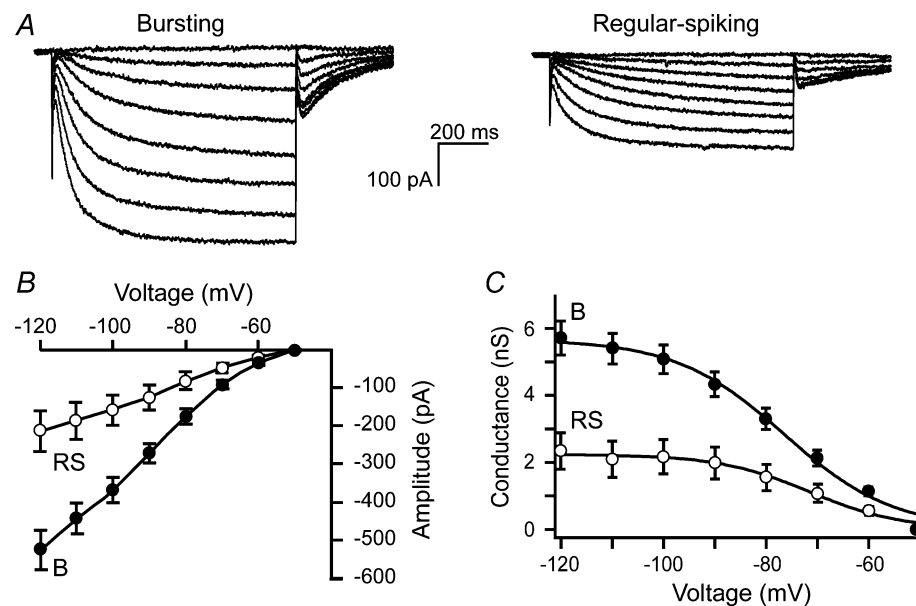 A
Bursting
Regular-spiking
200 ms
100 pA
B
Voltage (mV)
-120 -100 -80 -60
-100
-200
-300
-400
-500
-600
Amplitude (pA)
RS
B
C
B
RS
6
4
2
0
Conductance (nS)
-120 -100 -80 -60
Voltage (mV)